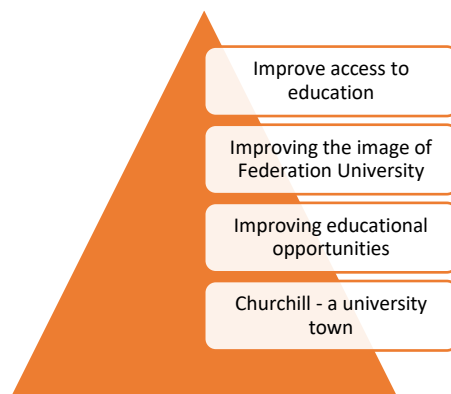 Improve access to
education
Improving the image of
Federation University
Improving educational
opportunities
Churchill - a university
town